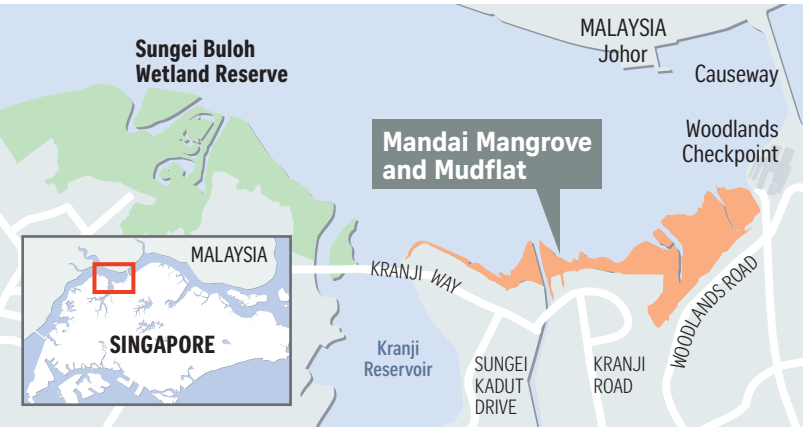 MALAYSIA
Johor
Sungei Buloh
Wetland Reserve
Causeway
Woodlands
Checkpoint
Mandai Mangrove
and Mudflat
MALAYSIA
SINGAPORE
KRANJI WAY
WOODLANDS ROAD
Kranji
Reservoir
SUNGEI
KADUT
DRIVE
KRANJI
ROAD